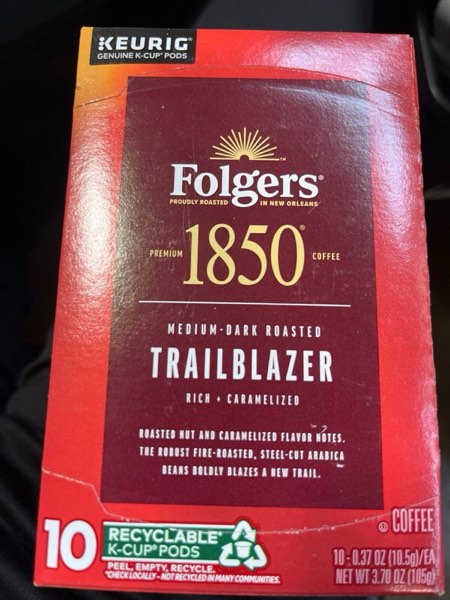 KEURIG®
GENUINE K-CUP® PODS
Folgers®
PROUDLY ROASTED IN NEW ORLEANS
PREMIUM 1850® COFFEE
MEDIUM-DARK ROASTED
TRAILBLAZER
RICH + CARAMELIZED
ROASTED NUT AND CARAMELIZED FLAVOR NOTES.
THE ROBUST FIRE-ROASTED, STEEL-CUT ARABICA
BEANS BOLDLY BLAZES A NEW TRAIL.
10 RECYCLABLE*
K-CUP® PODS
PEEL, EMPTY, RECYCLE.
*CHECK LOCALLY - NOT RECYCLED IN MANY COMMUNITIES.
COFFEE
10 - 0.37 OZ (10.5g)/EA
NET WT 3.70 OZ (105g)